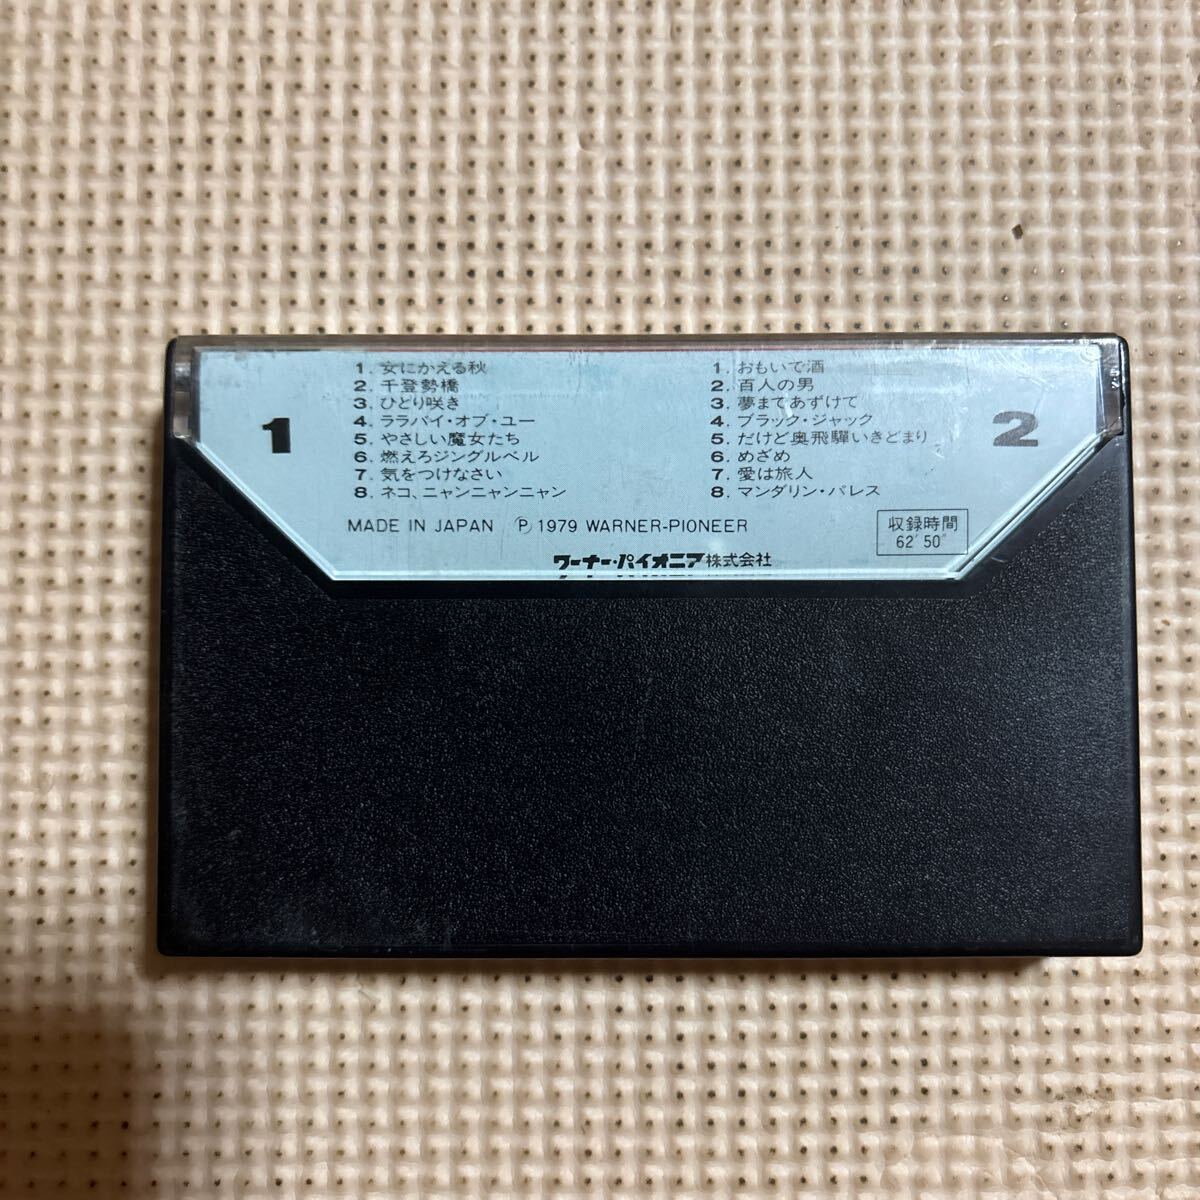 1
1. 女にかえる秋
2. 千登勢橋
3. ひとり咲き
4. ララバイ・オブ・ユー
5. やさしい魔女たち
6. 燃えろジングルベル
7. 気をつけなさい
8. ネコ、ニャンニャンニャン
1. おもいで酒
2. 百人の男
3. 夢まであずけて
4. ブラック・ジャック
5. だけど奥飛驒いきどまり
6. めざめ
7. 愛は旅人
8. マンダリン・パレス
2
MADE IN JAPAN Ⓟ 1979 WARNER-PIONEER
収録時間
62′50″
ワーナー・パイオニア株式会社